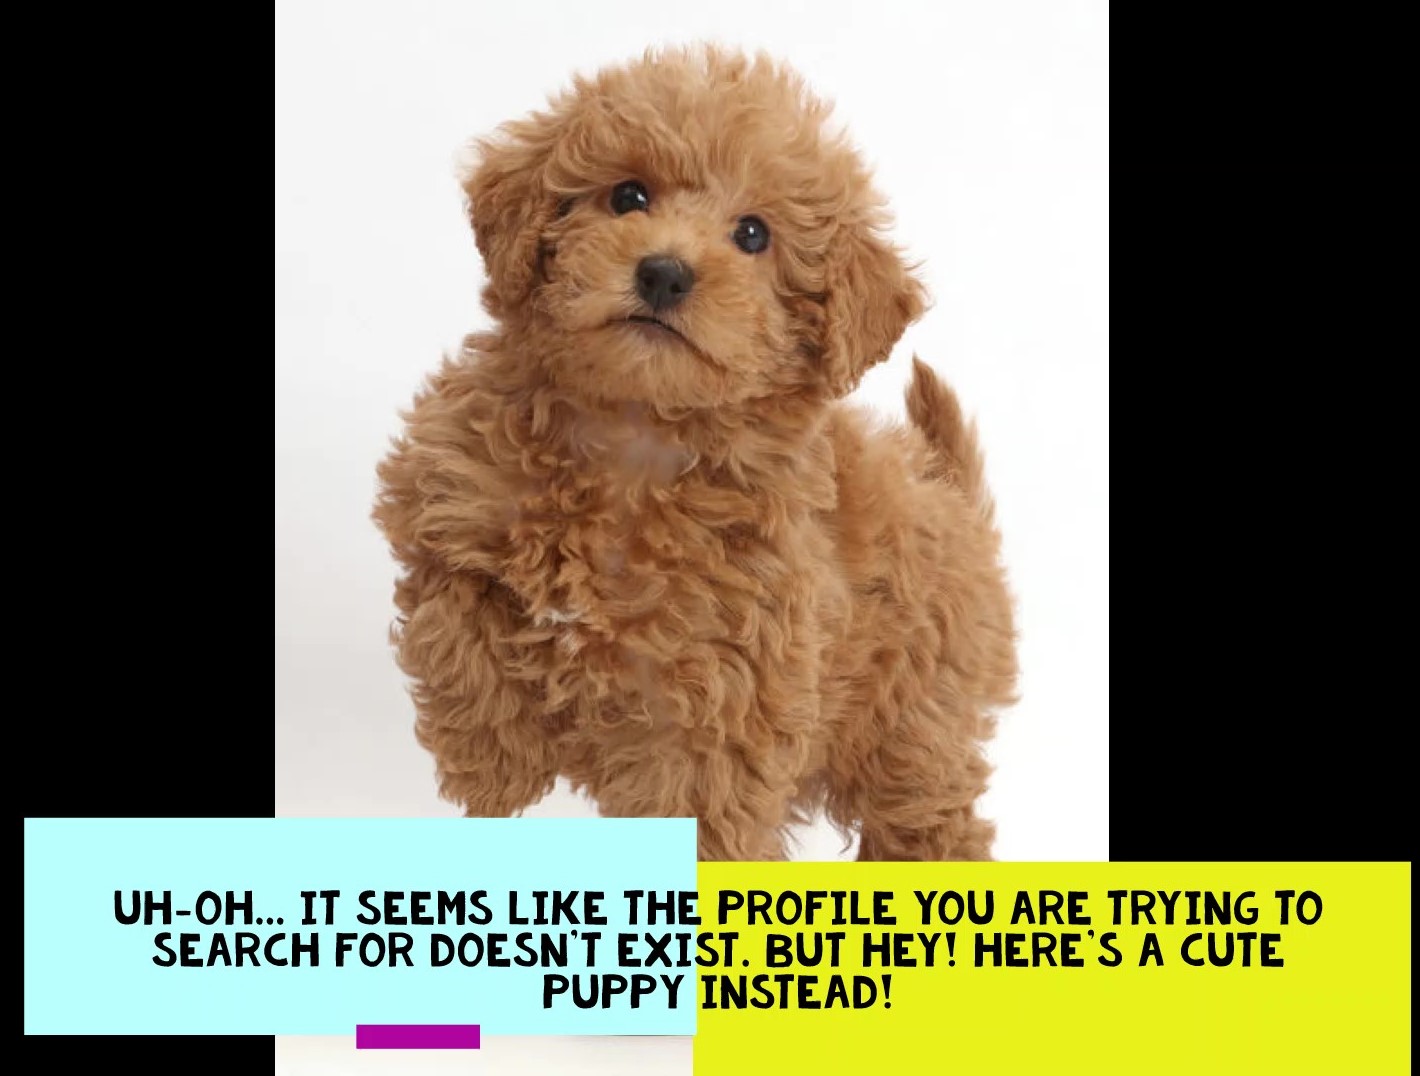 UH-OH... IT SEEMS LIKE THE PROFILE YOU ARE TRYING TO
SEARCH FOR DOESN'T EXIST. BUT HEY! HERE'S A CUTE
PUPPY INSTEAD!